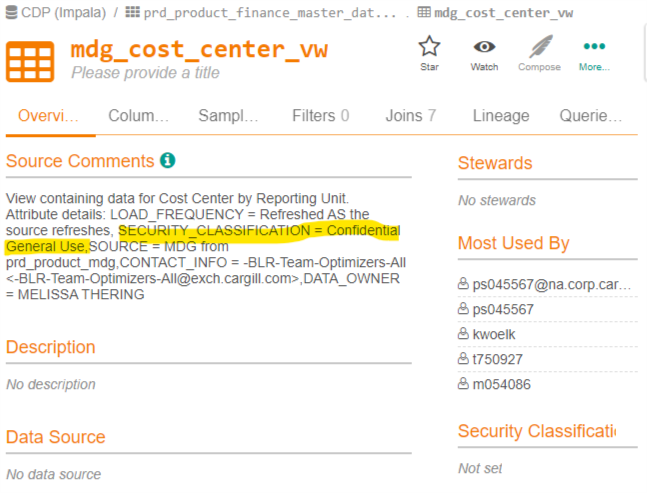 CDP (Impala) / prd_product_finance_master_dat... . mdg_cost_center_vw
mdg_cost_center_vw
Please provide a title
Star
Watch
Compose
More...
Overvi...
Colum...
Sampl...
Filters 0
Joins 7
Lineage
Querie...
Source Comments
View containing data for Cost Center by Reporting Unit.
Attribute details: LOAD_FREQUENCY = Refreshed AS the
source refreshes, SECURITY_CLASSIFICATION = Confidential
General Use,SOURCE = MDG from
prd_product_mdg,CONTACT_INFO = -BLR-Team-Optimizers-All
<-BLR-Team-Optimizers-All@exch.cargill.com>,DATA_OWNER
= MELISSA THERING
Description
No description
Data Source
No data source
Stewards
No stewards
Most Used By
ps045567@na.corp.car...
ps045567
kwoelk
t750927
m054086
Security Classificati
Not set